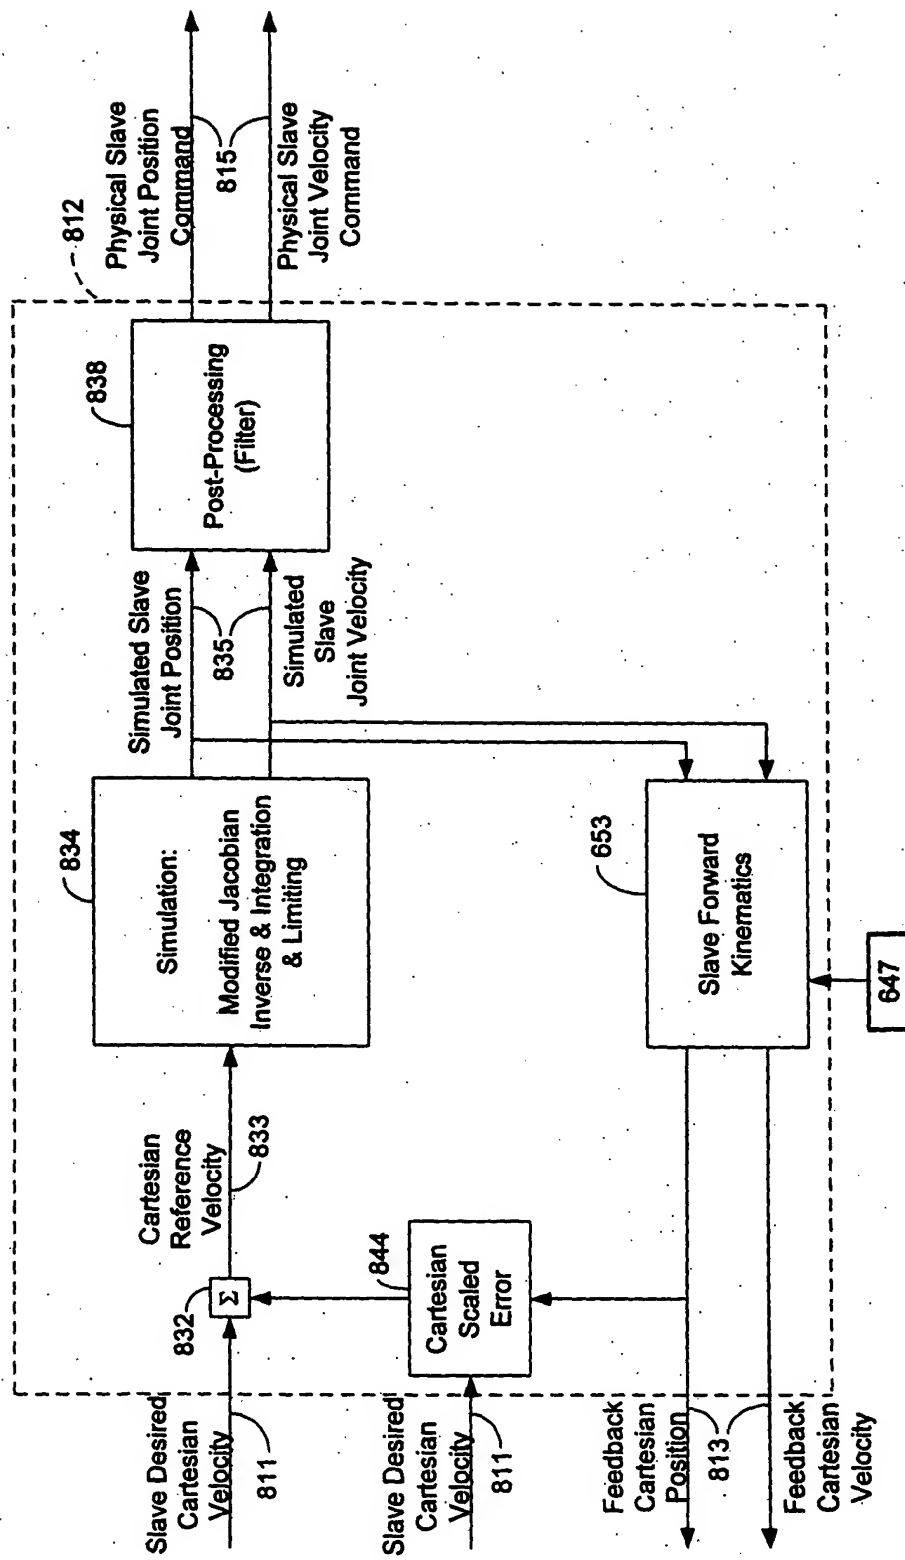 Slave Desired
Cartesian
Velocity
811
832
Σ
Cartesian
Reference
Velocity
833
834
Simulation:
Modified Jacobian
Inverse & Integration
& Limiting
Simulated Slave
Joint Position
835
Simulated
Slave
Joint Velocity
838
Post-Processing
(Filter)
812
Physical Slave
Joint Position
Command
815
Physical Slave
Joint Velocity
Command
Slave Desired
Cartesian
Velocity
811
844
Cartesian
Scaled
Error
653
Slave Forward
Kinematics
647
Feedback
Cartesian
Position
813
Feedback
Cartesian
Velocity